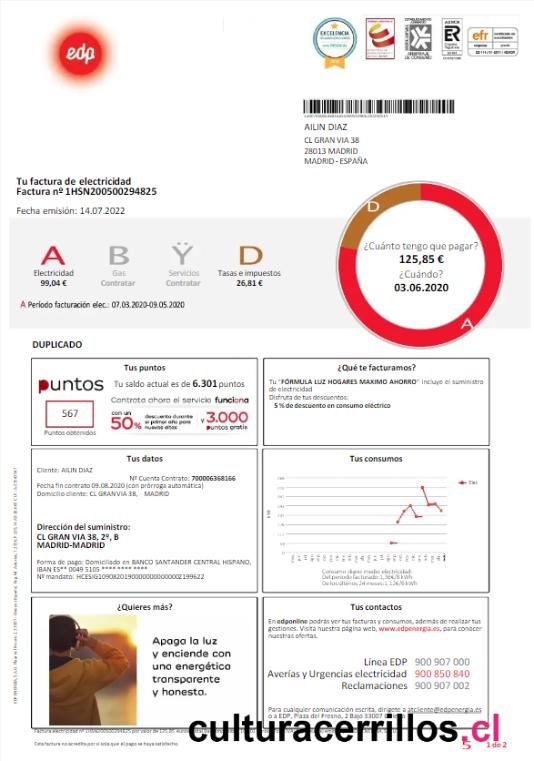 edp
EXCELENCIA
efr
AILIN DIAZ
CL GRAN VIA 38
28013 MADRID
MADRID - ESPAÑA
Tu factura de electricidad
Factura nº 1HSN200500294825
Fecha emisión: 14.07.2022
A B Ÿ D
Electricidad Gas Servicios Tasas e impuestos
99,04 € Contratar Contratar 26,81 €
A Período facturación elec.: 07.03.2020-09.05.2020
D
¿Cuánto tengo que pagar?
125,85 €
¿Cuándo?
03.06.2020
A
DUPLICADO
Tus puntos
puntos Tu saldo actual es de 6.301 puntos
567
Puntos obtenidos
Contrata ahora el servicio funciona
con un 50% descuento durante el primer año para nuevas altas y 3.000 puntos gratis
¿Qué te facturamos?
Tu "FÓRMULA LUZ HOGARES MAXIMO AHORRO" incluye el suministro
de electricidad
Disfruta de tus descuentos:
5 % de descuento en consumo eléctrico
Tus datos
Cliente: AILIN DIAZ
Nº Cuenta Contrato: 700006368166
Fecha fin contrato 09.08.2020 (con prórroga automática)
Domicilio cliente: CL GRAN VIA 38, MADRID
Dirección del suministro:
CL GRAN VIA 38, 2º, B
MADRID-MADRID
Forma de pago: Domiciliado en BANCO SANTANDER CENTRAL HISPANO,
IBAN ES** 0049 5105 **** **** ****
Nº mandato:
Tus consumos
Elec
kWh
Consumo diario medio electricidad:
Del periodo facturado:
De los últimos 24 meses:
¿Quieres más?
Apaga la luz
y enciende con
una energética
transparente
y honesta.
Tus contactos
En edponline podrás ver tus facturas y consumos, además de realizar tus
gestiones. Visita nuestra página web, www.edpenergia.es, para conocer
nuestras ofertas.
Línea EDP 900 907 000
Averías y Urgencias electricidad 900 850 840
Reclamaciones 900 907 002
Para cualquier comunicación escrita, dirígete a atcliente@edpenergia.es
o a EDP, Plaza del Fresno, 2 Bajo 33007
Esta factura no acredita por sí sola que el pago se haya satisfecho.
culturacerrillos.cl
1 de 2